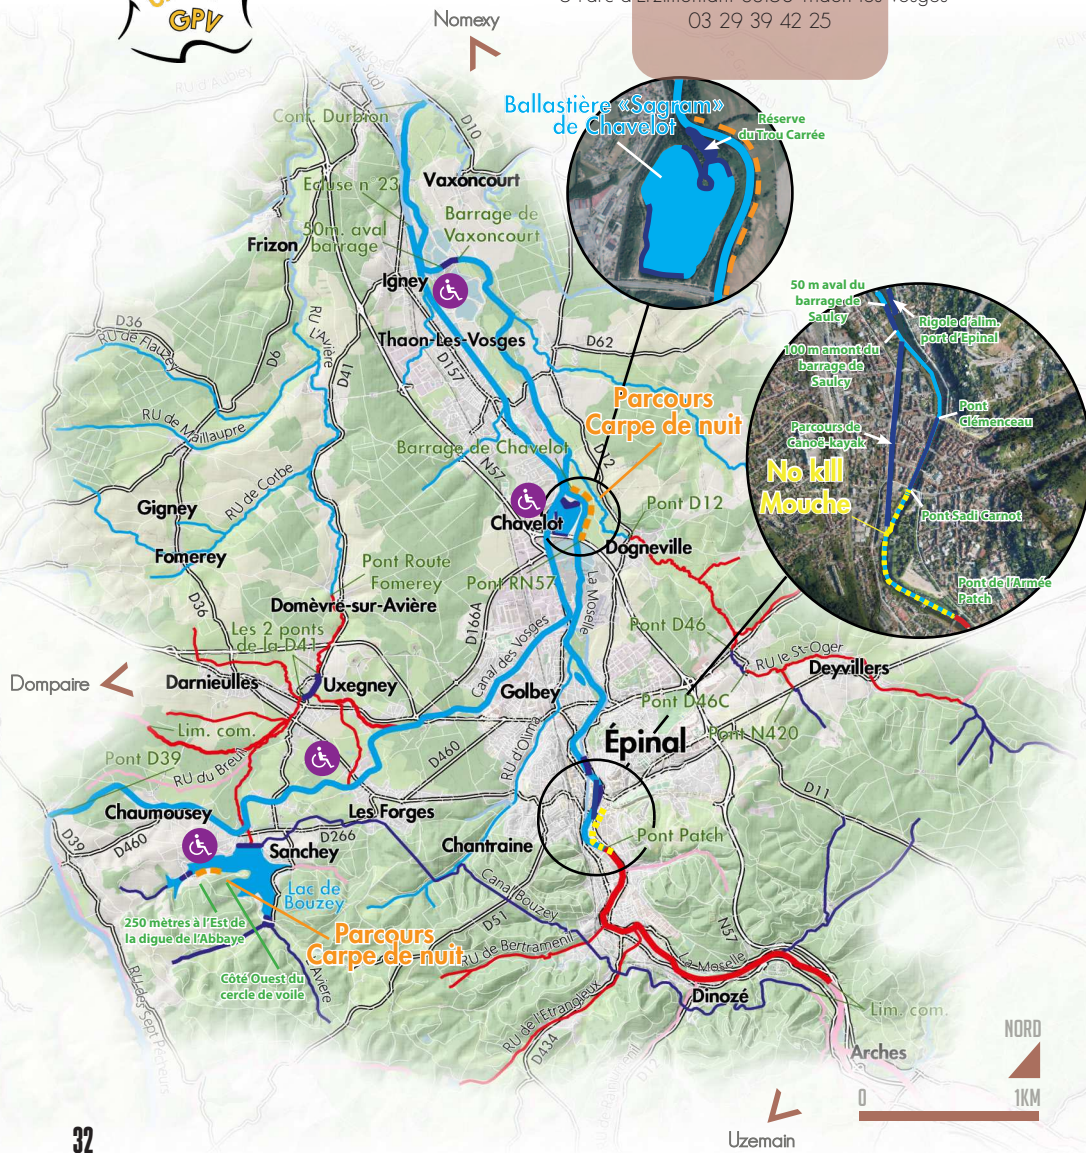 GPV
03 29 39 42 25
Nomexy
RU d'Aubiey
Cont. Durbion
D10
Ballastière «Sagram»
de Chavelot
Réserve
du Trou Carrée
Ecluse n°23
Vaxoncourt
Barrage de
Vaxoncourt
50m. aval
barrage
Frizon
Igney
RU L'Avière
D36
RU de Flauzey
D6
D41
Thaon-Les-Vosges
D157
D62
50 m aval du
barrage de
Saulcy
Rigole d'alim.
port d'Epinal
100 m amont du
barrage de
Saulcy
Parcours
Carpe de nuit
Pont
Clémenceau
Parcours de
Canoë-kayak
RU de Maillaupre
Barrage de Chavelot
D12
N57
RU de Corbe
No kill
Mouche
Gigney
Chavelot
Pont D12
Pont Sadi Carnot
Fomerey
Dogneville
Pont Route
Fomerey
Pont RN57
Pont de l'Armée
Patch
D36
Domèvre-sur-Avière
D166A
La Moselle
Les 2 ponts
de la D41
Pont D46
Canal des Vosges
RU le St-Oger
Deyvillers
Dompaire
Darnieulles
Uxegney
Golbey
Pont D46C
Lim. com.
Épinal
Pont N420
Pont D39
RU du Breuil
D460
RU d'Olima
D11
Chaumousey
Les Forges
D39
D460
D266
Sanchey
Chantraine
Pont Patch
Lac de
Bouzey
Canal Bouzey
250 mètres à l'Est de
la digue de l'Abbaye
Parcours
Carpe de nuit
D51
N57
RU de Bertramenil
La Moselle
Côté Ouest du
cercle de voile
Avière
RU des Sept Pêcheurs
Dinozé
RU de l'Etrangleux
Lim. com.
D434
NORD
Arches
0
1KM
Uzemain
32